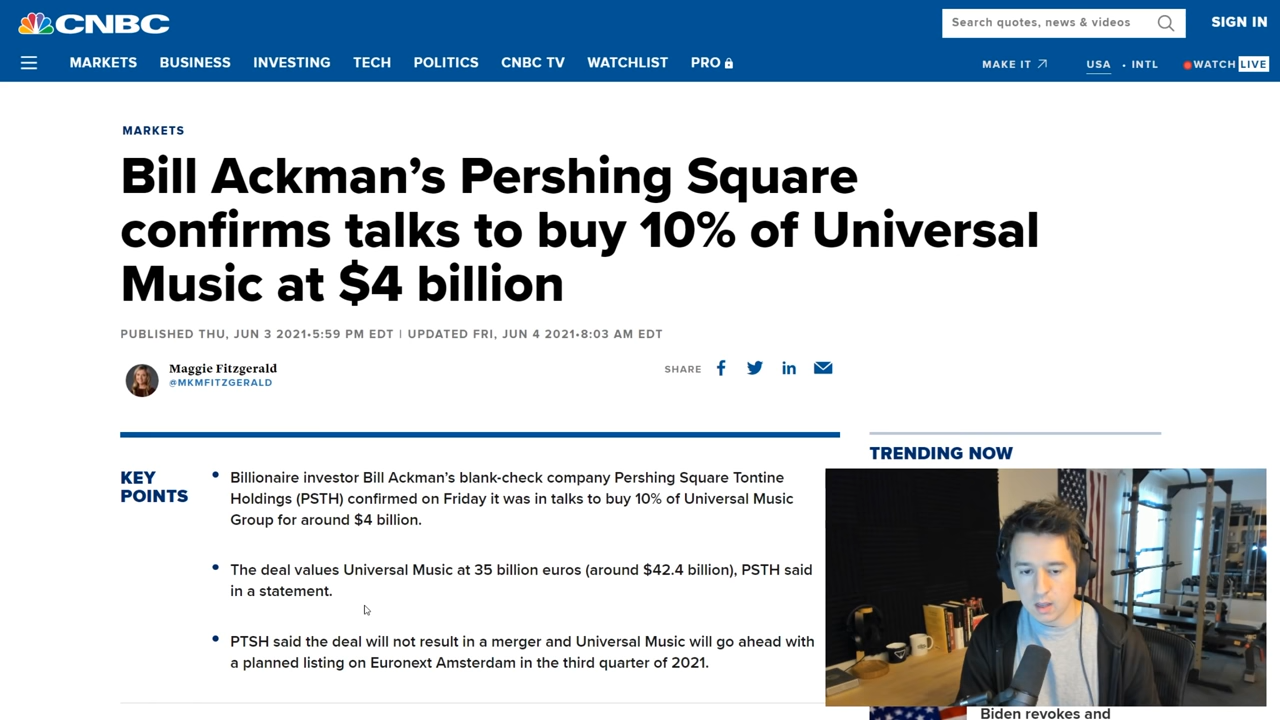 CNBC
Search quotes, news & videos
SIGN IN
MARKETS BUSINESS INVESTING TECH POLITICS CNBC TV WATCHLIST PRO
MAKE IT USA • INTL WATCH LIVE
MARKETS
Bill Ackman’s Pershing Square
confirms talks to buy 10% of Universal
Music at $4 billion
PUBLISHED THU, JUN 3 2021•5:59 PM EDT | UPDATED FRI, JUN 4 2021•8:03 AM EDT
Maggie Fitzgerald
@MKMFITZGERALD
SHARE
KEY
POINTS
• Billionaire investor Bill Ackman’s blank-check company Pershing Square Tontine
Holdings (PSTH) confirmed on Friday it was in talks to buy 10% of Universal Music
Group for around $4 billion.
• The deal values Universal Music at 35 billion euros (around $42.4 billion), PSTH said
in a statement.
• PTSH said the deal will not result in a merger and Universal Music will go ahead with
a planned listing on Euronext Amsterdam in the third quarter of 2021.
TRENDING NOW
Biden revokes and